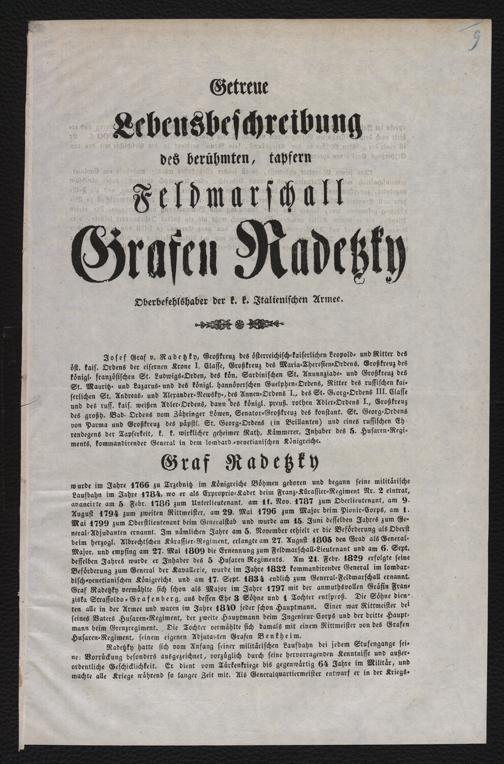 9
Getreue
Lebensbeschreibung
des berühmten, tapfern
Feldmarschall
Grafen Radetzky
Oberbefehlshaber der k. k. Italienischen Armee.
Josef Graf v. Radetzky, Großkreuz des österreichisch-kaiserlichen Leopold- und Ritter des
öst. kais. Ordens der eisernen Krone I. Classe, Großkreuz des Maria-Theresien-Ordens, Großkreuz des
königl. französischen St. Ludwigs-Orden, des kön. Sardinischen St. Anunnziade- und Großkreuz des
St. Mauriz- und Lazarus- und des königl. hannöver'schen Guelphen-Ordens, Ritter des russischen kai-
serlichen St. Andreas- und Alexander-Newsky-, des Annen-Ordens I., des St. Georg-Ordens III. Classe
und des russ. kais. weißen Adler-Ordens, dann des königl. preuß. rothen Adler-Ordens I., Großkreuz
des großh. Bad. Ordens vom Zähringer Löwen, Senator-Großkreuz des konstant. St. Georg-Ordens
von Parma und Großkreuz des päpstl. St. Georg-Ordens (in Brillanten) und eines russischen Eh-
rendegens der Tapferkeit, k. k. wirklicher geheimer Rath, Kämmerer, Inhaber des 5. Husaren-Regi-
ments, kommandirender General in dem lombard.-venetianischen Königreiche.
Graf Radetzky
wurde im Jahre 1766 zu Trzebnitz im Königreiche Böhmen geboren und begann seine militärische
Laufbahn im Jahre 1784, wo er als Exproprio-Kadet beim Franz-Kürassier-Regiment Nr. 2 eintrat,
avancirte am 5. Febr. 1786 zum Unterlieutenant, am 11. Nov. 1787 zum Oberlieutenant, am 9.
August 1794 zum zweiten Rittmeister, am 29. Mai 1796 zum Major beim Pionir-Corps, am 1.
Mai 1799 zum Oberstlieutenant beim Generalstab und wurde am 15. Juni desselben Jahres zum Ge-
neral-Adjudanten ernannt. Im nämlichen Jahre am 5. November erhielt er die Beförderung als Oberst
beim herzogl. Albrecht'schen Kürassier-Regiment, erlangte am 27. August 1805 den Grad als General-
Major, und empfing am 27. Mai 1809 die Ernennung zum Feldmarschall-Lieutenant und am 6. Sept.
desselben Jahres wurde er Inhaber des 5. Husaren Regiments. Am 21. Febr. 1829 erfolgte seine
Beförderung zum General der Kavallerie, wurde im Jahre 1832 kommandirender General im lombar-
disch-venetianischen Königreiche und am 17. Sept. 1834 endlich zum General-Feldmarschall ernannt.
Graf Radetzky vermählte sich schon als Major im Jahre 1797 mit der anmuthsvollen Gräfin Fran-
ziska Strassoldo-Grafenberg, aus dessen Ehe 3 Söhne und 1 Tochter entsproß. Die Söhne dien-
ten alle in der Armee und waren im Jahre 1840 jeder schon Hauptmann. Einer war Rittmeister bei
seines Vaters Husaren-Regiment, der zweite Hauptmann beim Ingenieur-Corps und der dritte Haupt-
mann beim Grenzregiment. Die Tochter vermählte sich damals mit einem Rittmeister von des Grafen
Husaren-Regiment, seinem eigenen Adjutanten Grafen Benkheim.
Radetzky hatte sich vom Anfang seiner militärischen Laufbahn bei jedem Stufengange sei-
ner Vorrückung besonders ausgezeichnet, vorzüglich durch seine hervorragenden Kenntnisse und außer-
ordentliche Geschicklichkeit. Er dient vom Türkenkriege bis gegenwärtig 64 Jahre im Militär, und
machte alle Kriege während so langer Zeit mit. Als Generalquartiermeister entwarf er in der Kriegs-